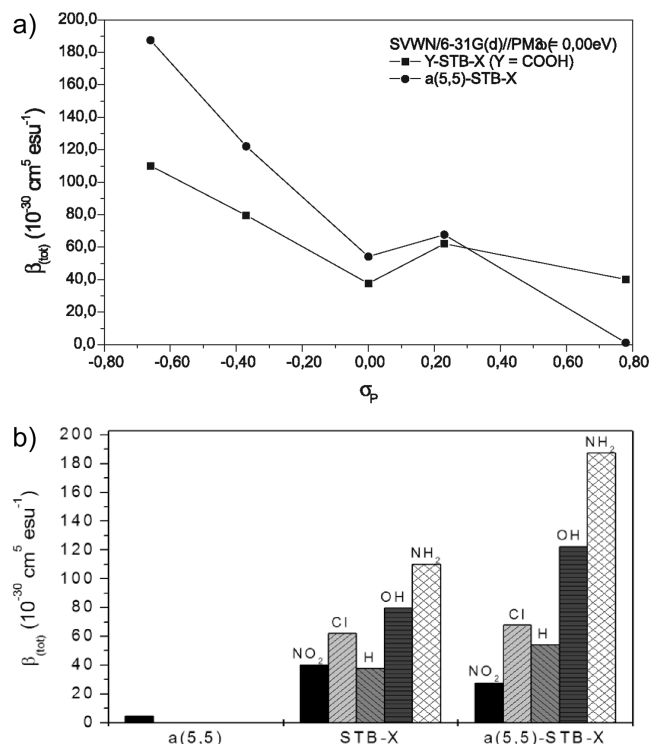 a)
200,0
180,0
160,0
140,0
120,0
100,0
80,0
60,0
40,0
20,0
0,0
β(tot) (10⁻³⁰ cm⁵ esu⁻¹)
Y-STB-X (Y = COOH)
a(5,5)-STB-X
-0,80 -0,60 -0,40 -0,20 0,00 0,20 0,40 0,60 0,80
σP
b)
200
180
160
140
120
100
80
60
40
20
0
β(tot) (10⁻³⁰ cm⁵ esu⁻¹)
NO₂ Cl H OH NH₂
NO₂ Cl H OH NH₂
a(5,5) STB-X a(5,5)-STB-X